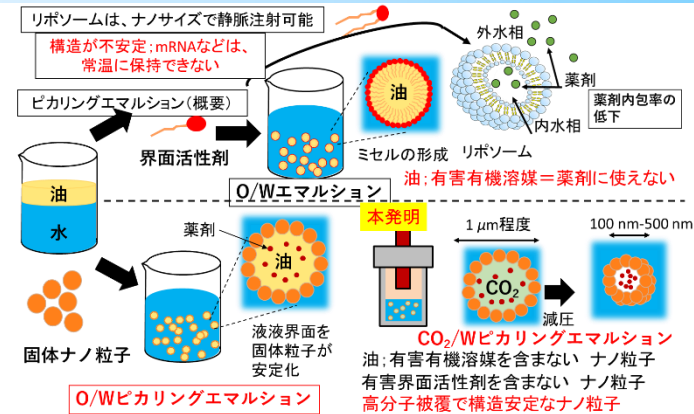 リポソームは、ナノサイズで静脈注射可能
構造が不安定;mRNAなどは、
常温に保持できない
ピカリングエマルション(概要)
界面活性剤
油
水
固体ナノ粒子
O/Wエマルション
油
ミセルの形成
外水相
薬剤
内水相
リポソーム
薬剤内包率の
低下
油;有害有機溶媒=薬剤に使えない
薬剤
油
液液界面を
固体粒子が
安定化
O/Wピカリングエマルション
本発明
1 μm程度
CO2
減圧
100 nm-500 nm
CO2/Wピカリングエマルション
油;有害有機溶媒を含まない ナノ粒子
有害界面活性剤を含まない ナノ粒子
高分子被覆で構造安定なナノ粒子